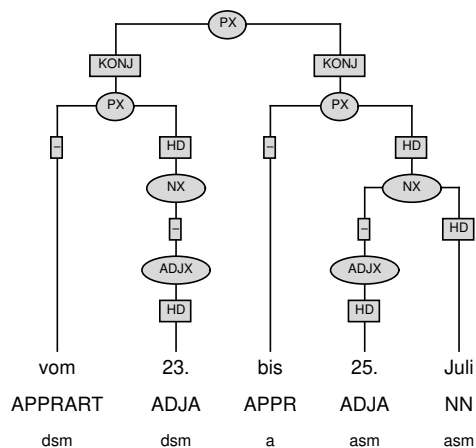 PX
KONJ KONJ
PX PX
– HD – HD
NX NX
– – HD
ADJX ADJX
HD HD
vom 23. bis 25. Juli
APPRART ADJA APPR ADJA NN
dsm dsm a asm asm